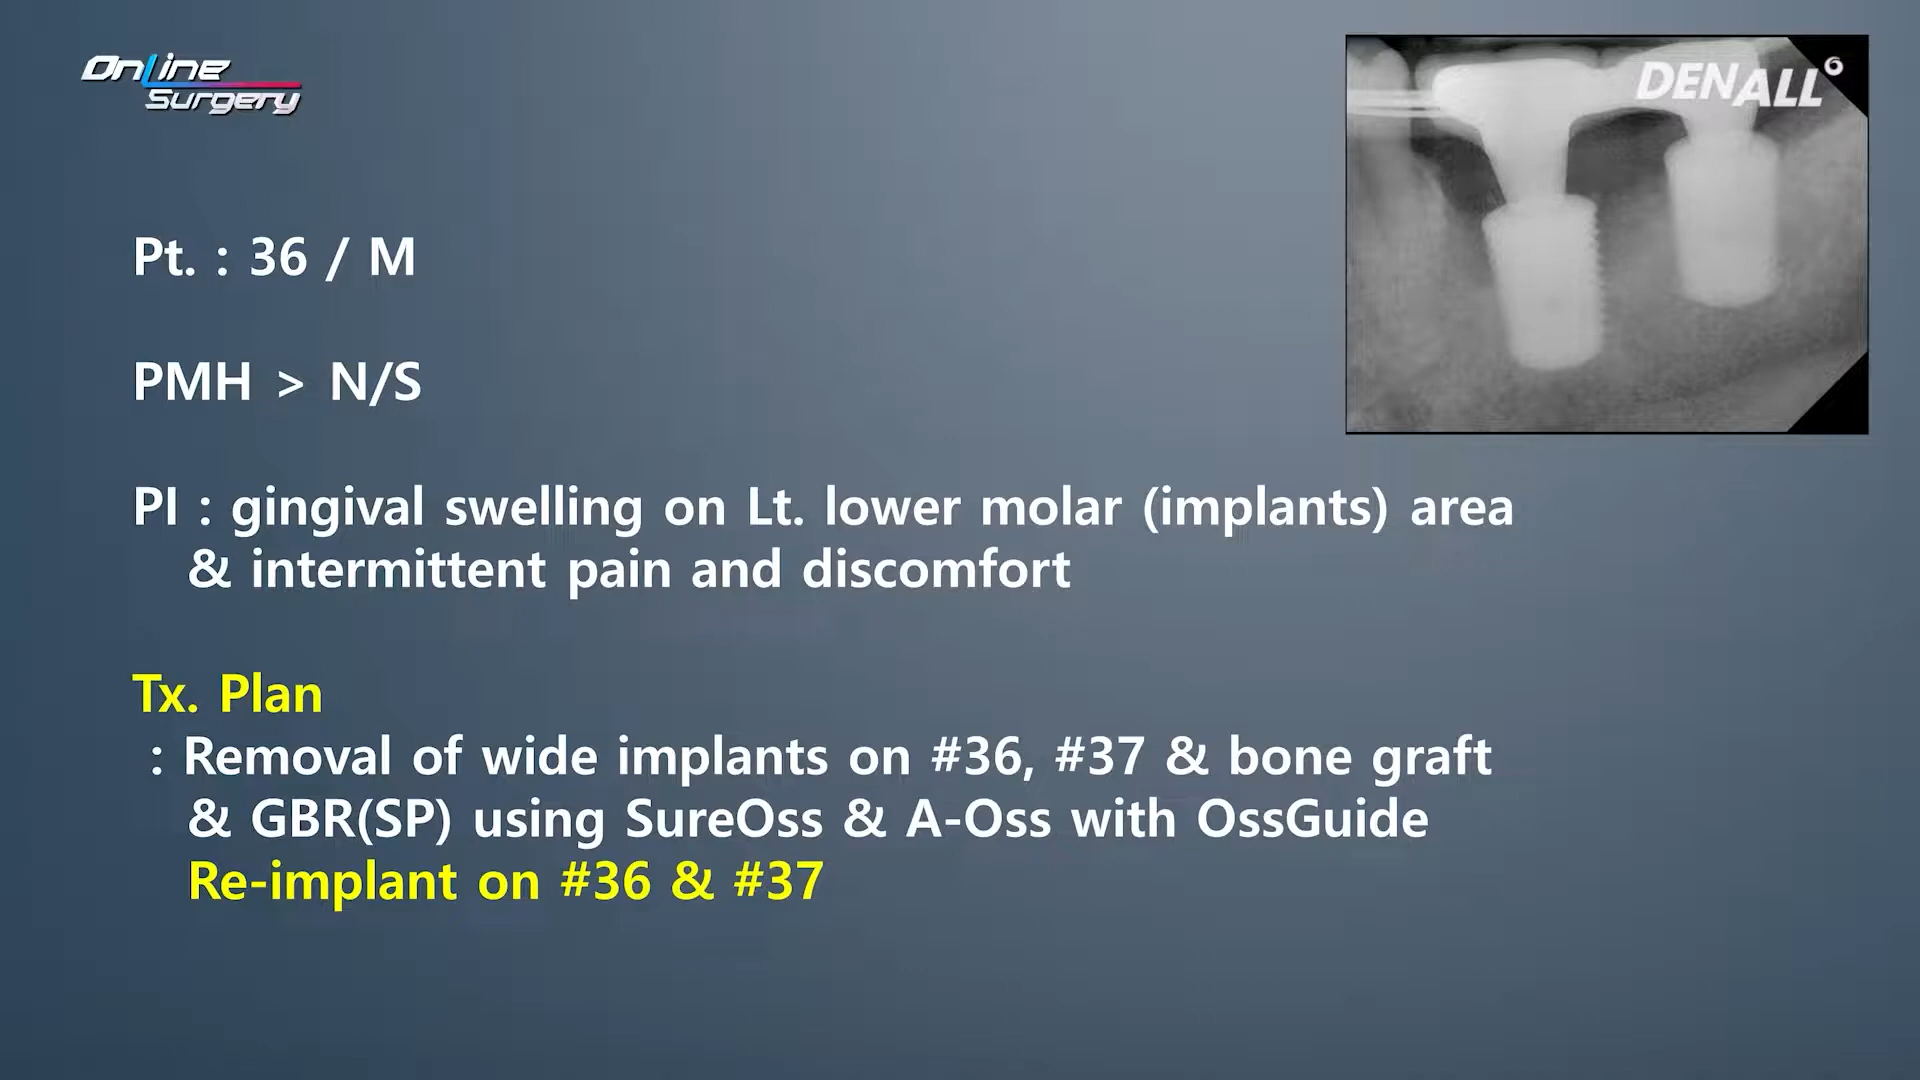 OnLine
Surgery
DENALL⁶
Pt. : 36 / M
PMH > N/S
PI : gingival swelling on Lt. lower molar (implants) area
& intermittent pain and discomfort
Tx. Plan
: Removal of wide implants on #36, #37 & bone graft
& GBR(SP) using SureOss & A-Oss with OssGuide
Re-implant on #36 & #37